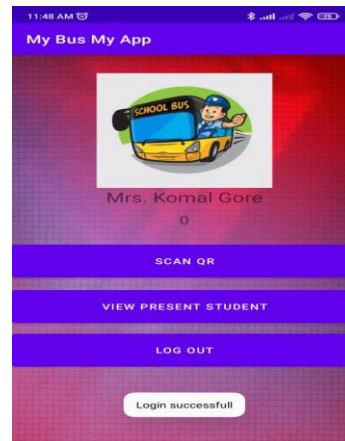 11:48 AM
My Bus My App
SCHOOL BUS
Mrs. Komal Gore
0
SCAN QR
VIEW PRESENT STUDENT
LOG OUT
Login successfull